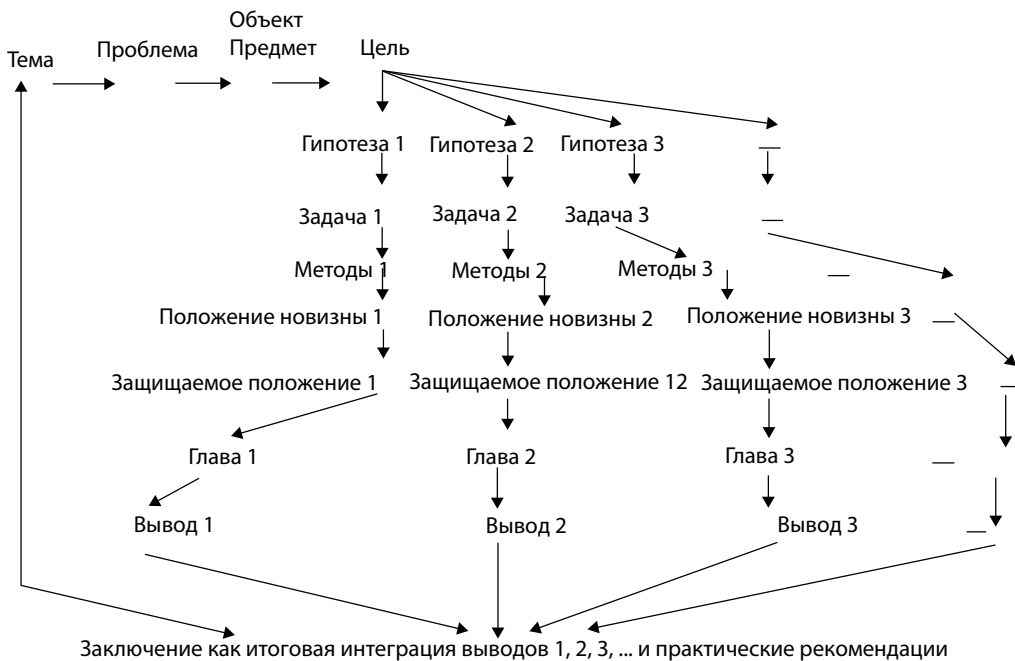 Объект
Тема Проблема Предмет Цель
Гипотеза 1 Гипотеза 2 Гипотеза 3 —
Задача 1 Задача 2 Задача 3 —
Методы 1 Методы 2 Методы 3 —
Положение новизны 1 Положение новизны 2 Положение новизны 3 —
Защищаемое положение 1 Защищаемое положение 12 Защищаемое положение 3 —
Глава 1 Глава 2 Глава 3 —
Вывод 1 Вывод 2 Вывод 3 —
Заключение как итоговая интеграция выводов 1, 2, 3, ... и практические рекомендации